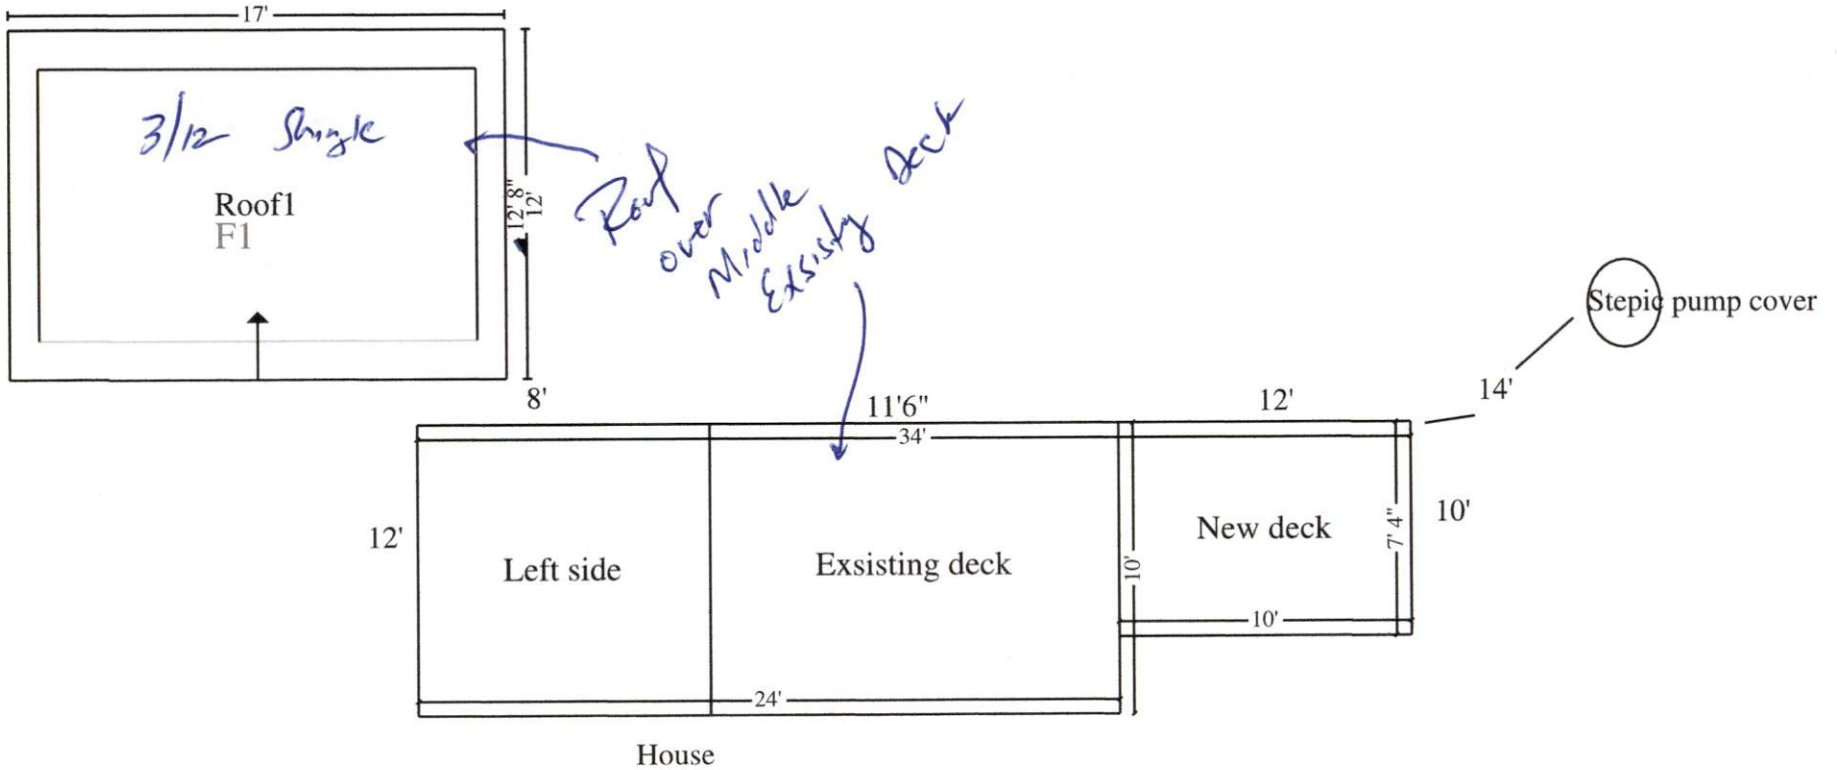 17'
3/12 Shingle
Roof1
F1
12' 8"
12'
Roof
over
Middle
Exsisty
Deck
Stepic pump cover
14'
8'
11'6"
12'
34'
12'
Left side
Exsisting deck
10'
New deck
7' 4"
10'
10'
24'
House